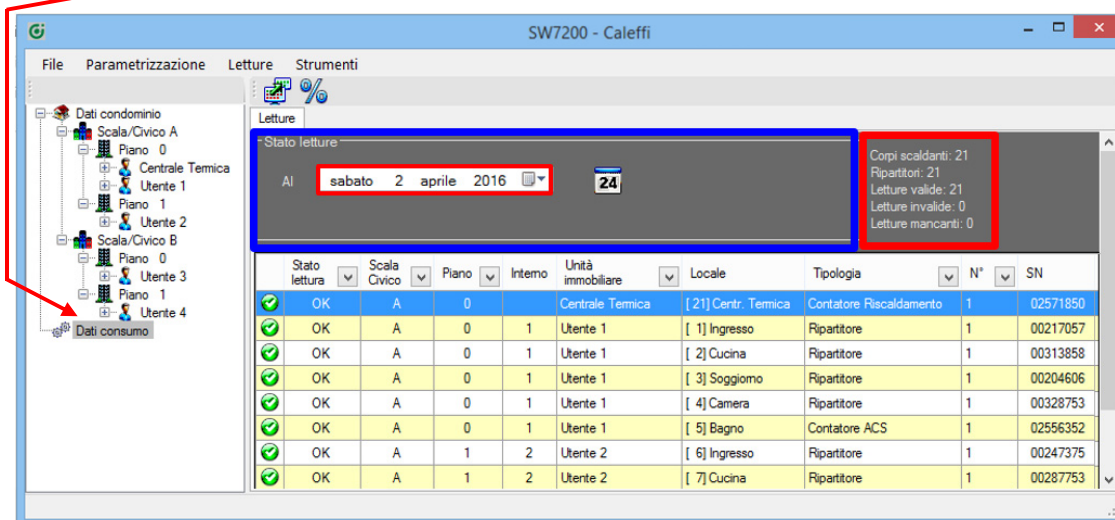 SW7200 - Caleffi
File Parametrizzazione Letture Strumenti
Dati condominio
Scala/Civico A
Piano 0
Centrale Termica
Utente 1
Piano 1
Utente 2
Scala/Civico B
Piano 0
Utente 3
Piano 1
Utente 4
Dati consumo
Letture
Stato letture
Al sabato 2 aprile 2016 24
Corpi scaldanti: 21
Ripartitori: 21
Letture valide: 21
Letture invalide: 0
Letture mancanti: 0
Stato lettura Scala Civico Piano Interno Unità immobiliare Locale Tipologia N° SN
OK A 0 Centrale Termica [ 21] Centr. Termica Contatore Riscaldamento 1 02571850
OK A 0 1 Utente 1 [ 1] Ingresso Ripartitore 1 00217057
OK A 0 1 Utente 1 [ 2] Cucina Ripartitore 1 00313858
OK A 0 1 Utente 1 [ 3] Soggiorno Ripartitore 1 00204606
OK A 0 1 Utente 1 [ 4] Camera Ripartitore 1 00328753
OK A 0 1 Utente 1 [ 5] Bagno Contatore ACS 1 02556352
OK A 1 2 Utente 2 [ 6] Ingresso Ripartitore 1 00247375
OK A 1 2 Utente 2 [ 7] Cucina Ripartitore 1 00287753